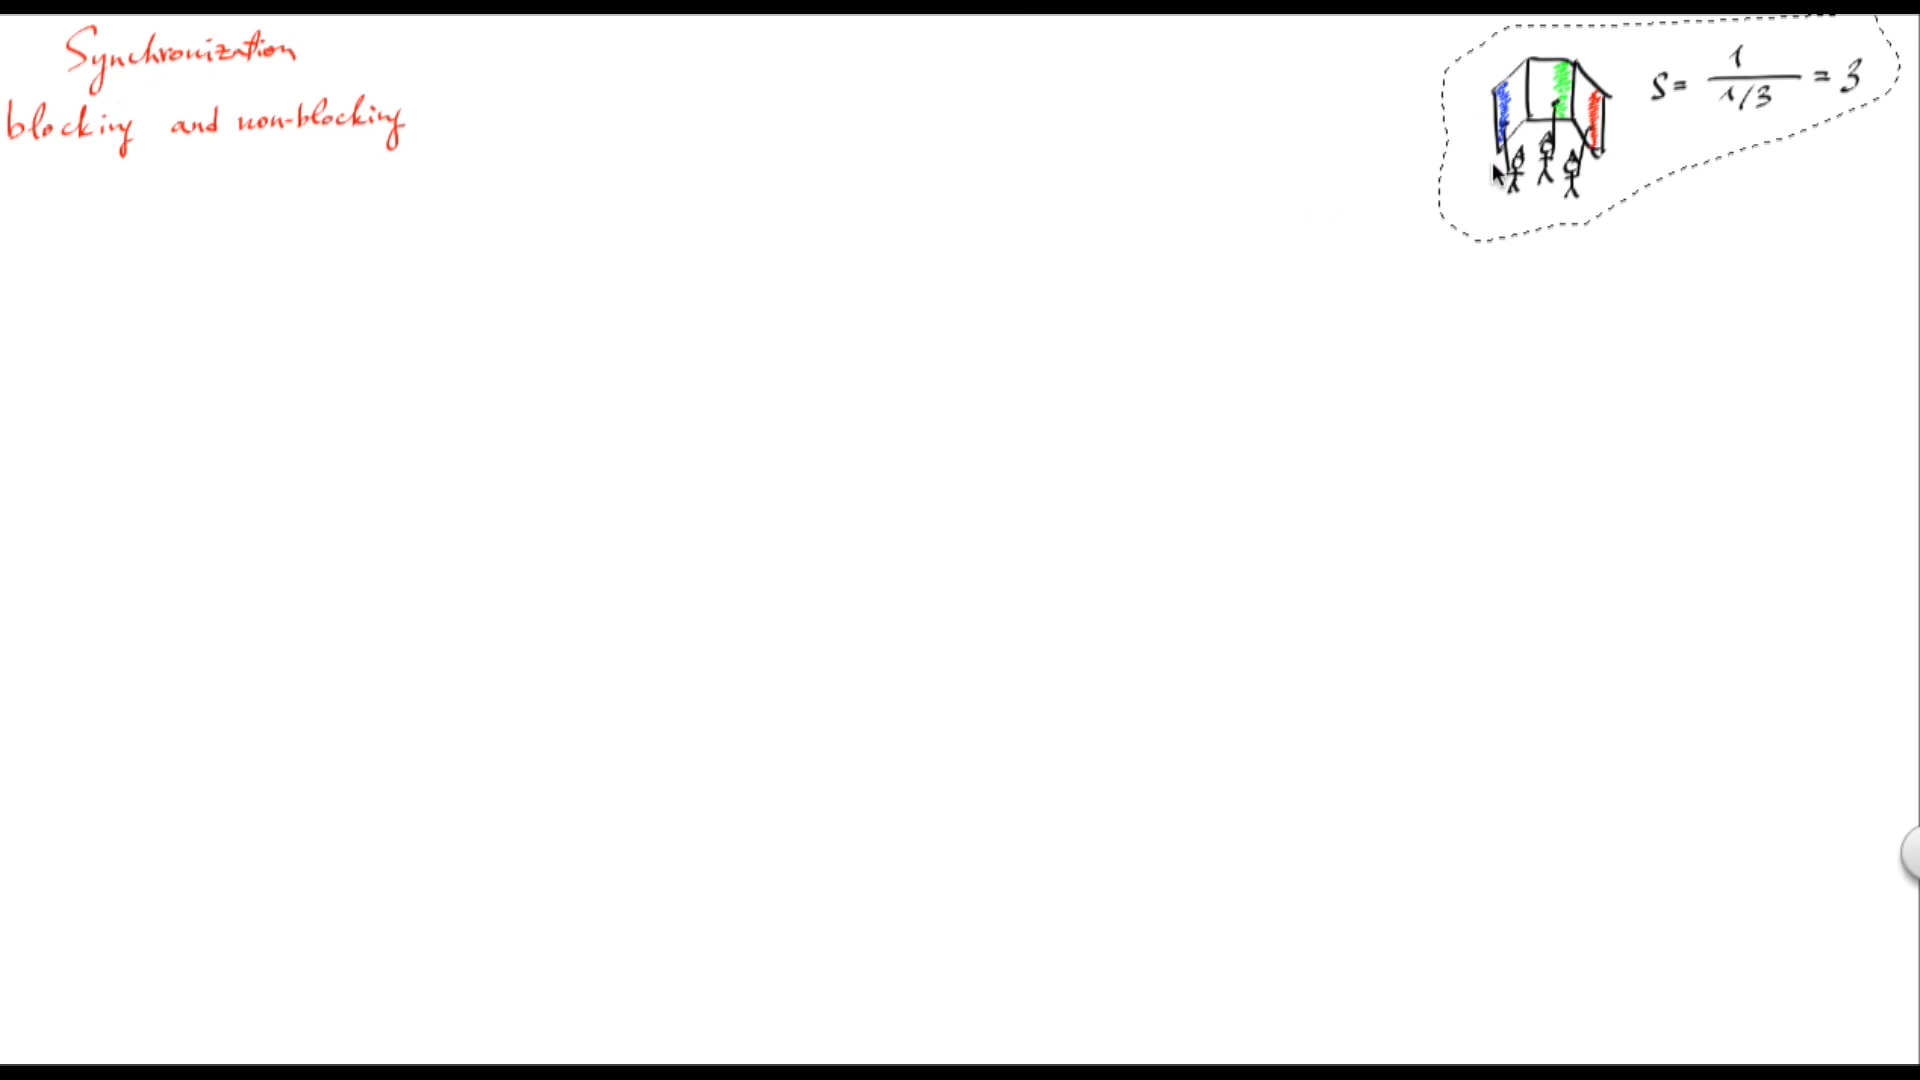 Synchronization
blocking and non-blocking
S = 1 / 1/3 = 3